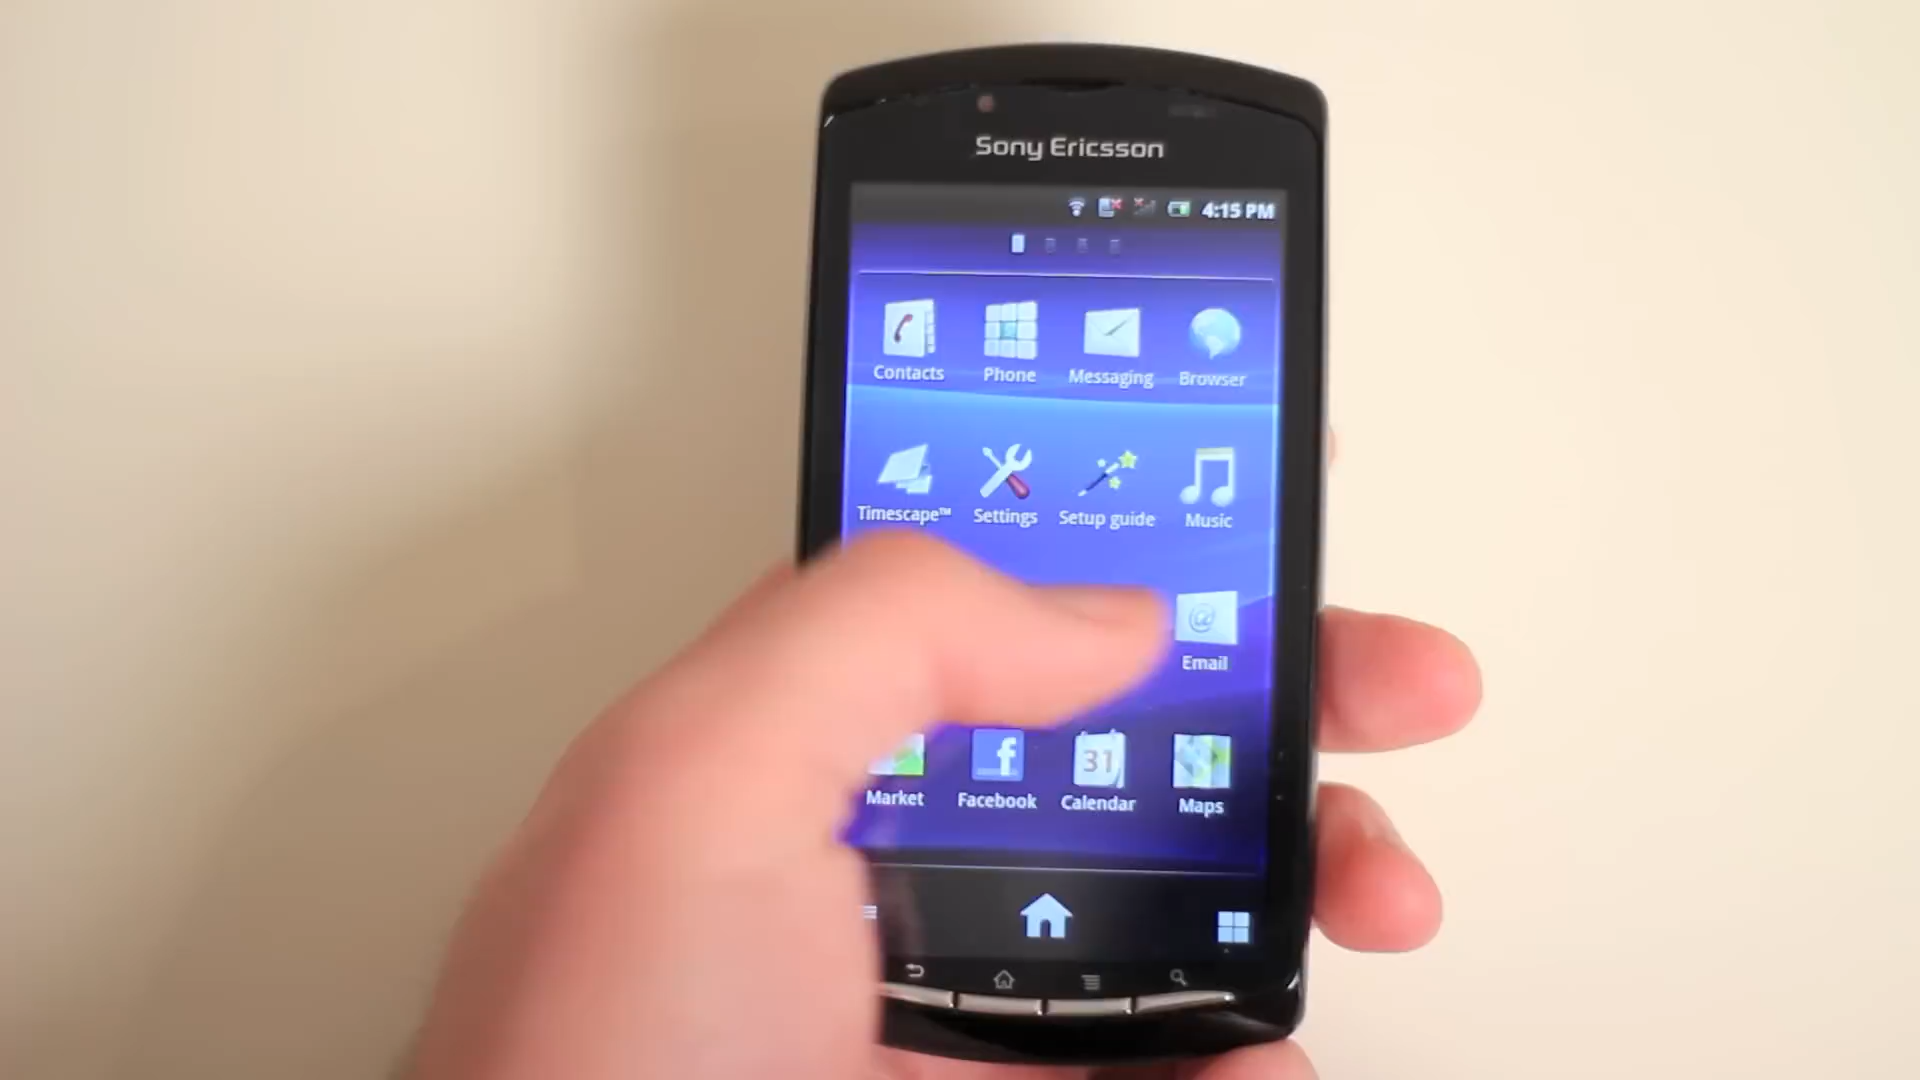 Sony Ericsson
4:15 PM
Contacts Phone Messaging Browser
Timescape™ Settings Setup guide Music
@
Email
f 31
Market Facebook Calendar Maps